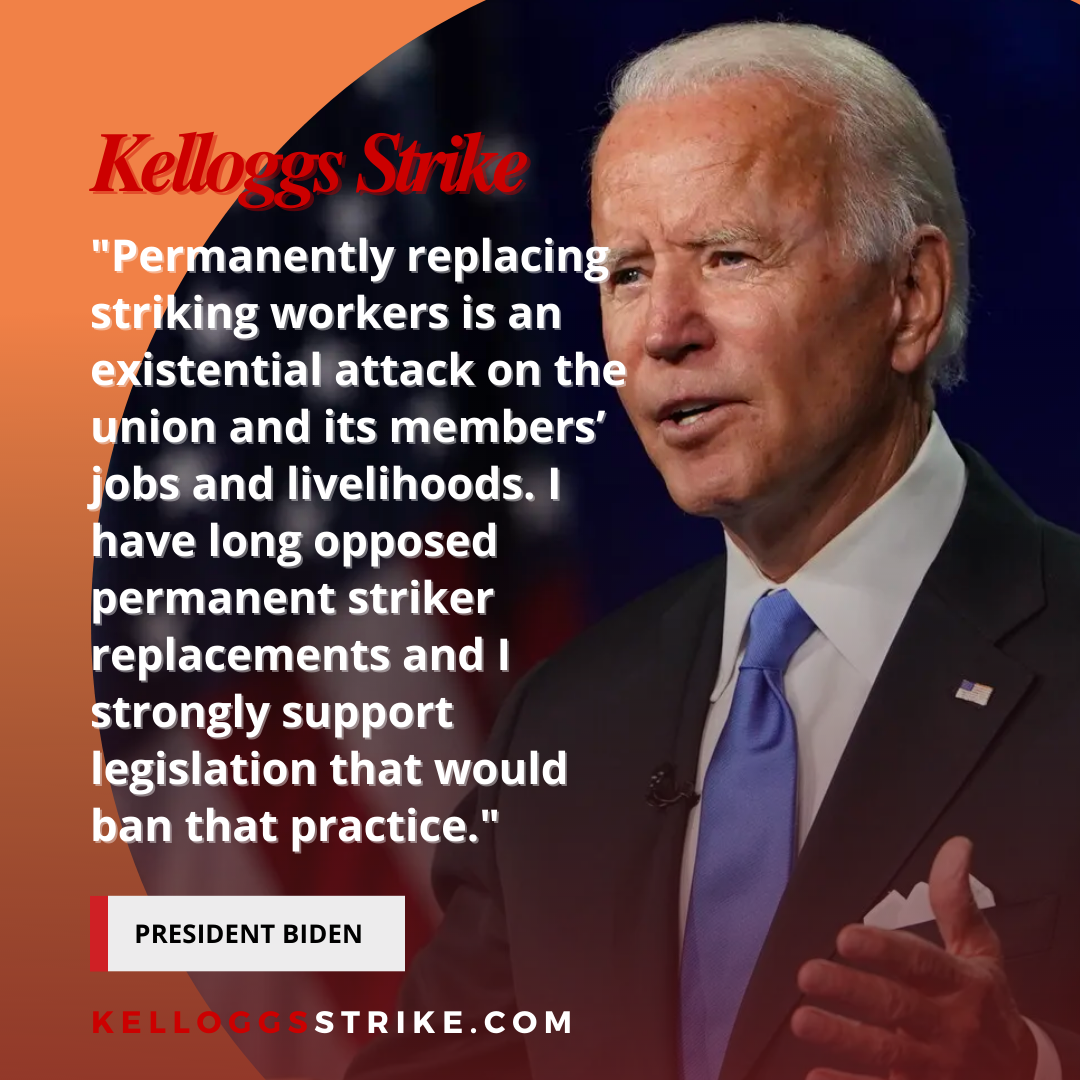 Kelloggs Strike
"Permanently replacing
striking workers is an
existential attack on the
union and its members’
jobs and livelihoods. I
have long opposed
permanent striker
replacements and I
strongly support
legislation that would
ban that practice."
PRESIDENT BIDEN
KELLOGGSSTRIKE.COM